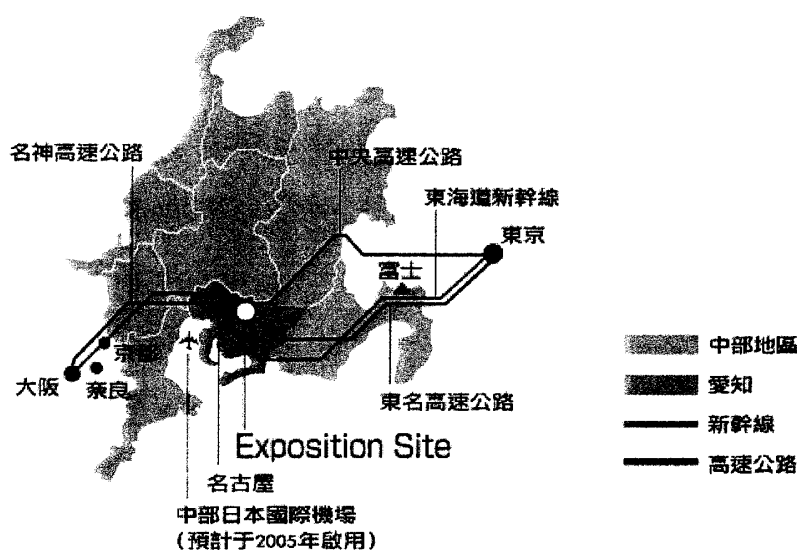 名神高速公路
中央高速公路
東海道新幹線
東京
富士
京都
大阪
奈良
東名高速公路
Exposition Site
名古屋
中部日本國際機場
(預計于2005年啟用)
中部地區
愛知
新幹線
高速公路